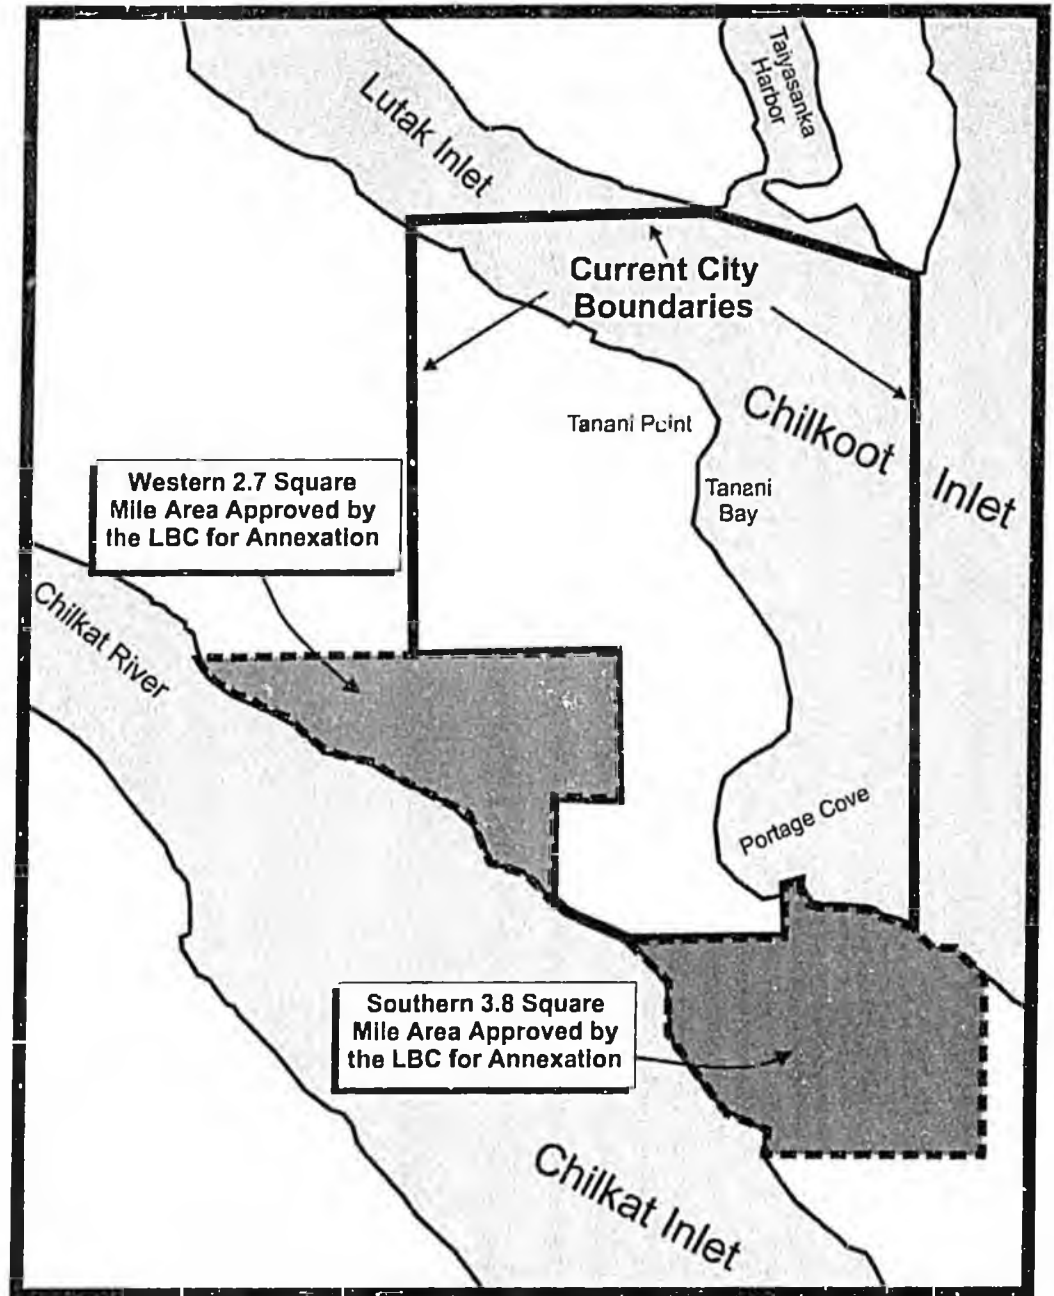 Taiyasanka
Harbor
Lutak Inlet
Current City
Boundaries
Chilkoot Inlet
Tanani Point
Tanani
Bay
Western 2.7 Square
Mile Area Approved by
the LBC for Annexation
Chilkat River
Portage Cove
Southern 3.8 Square
Mile Area Approved by
the LBC for Annexation
Chilkat Inlet